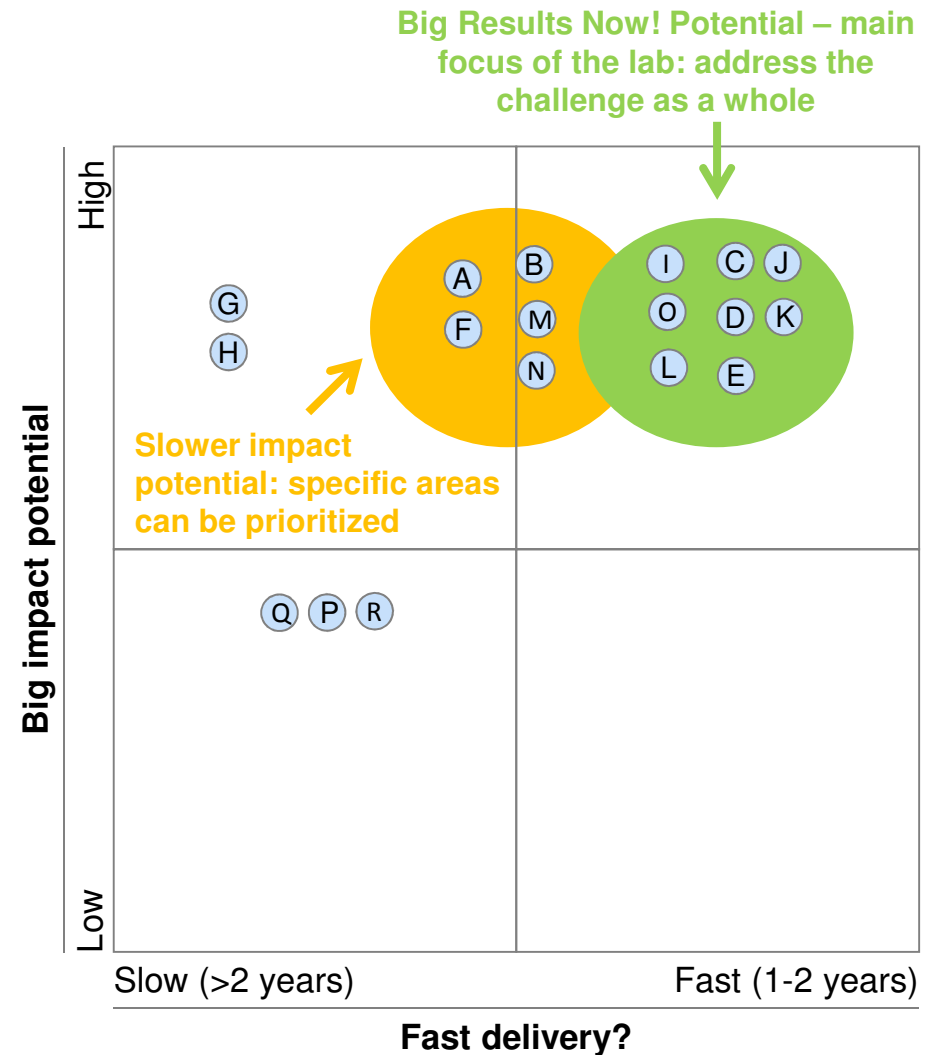 Big Results Now! Potential – main
focus of the lab: address the
challenge as a whole
High
B
I
C
J
A
G
O
D
K
M
F
H
L
N
E
Slower impact
potential: specific areas
can be prioritized
Big impact potential
Q
P
R
Low
Slow (>2 years)
Fast (1-2 years)
Fast delivery?